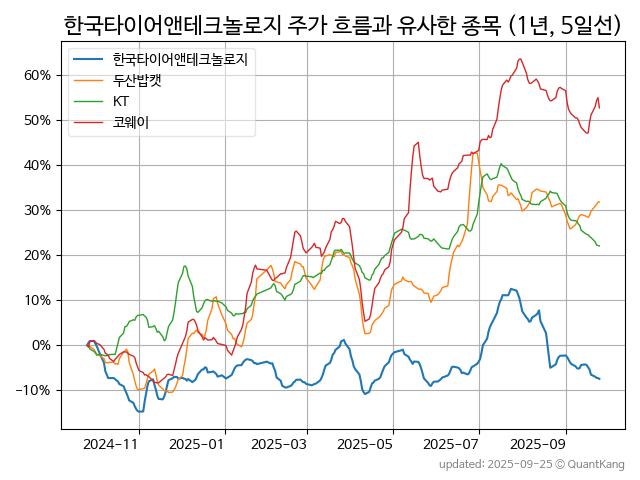 한국타이어앤테크놀로지 주가 흐름과 유사한 종목 (1년, 5일선)
한국타이어앤테크놀로지
두산밥캣
KT
코웨이
60%
50%
40%
30%
20%
10%
0%
−10%
2024-11
2025-01
2025-03
2025-05
2025-07
2025-09
updated: 2025-09-25 © QuantKang